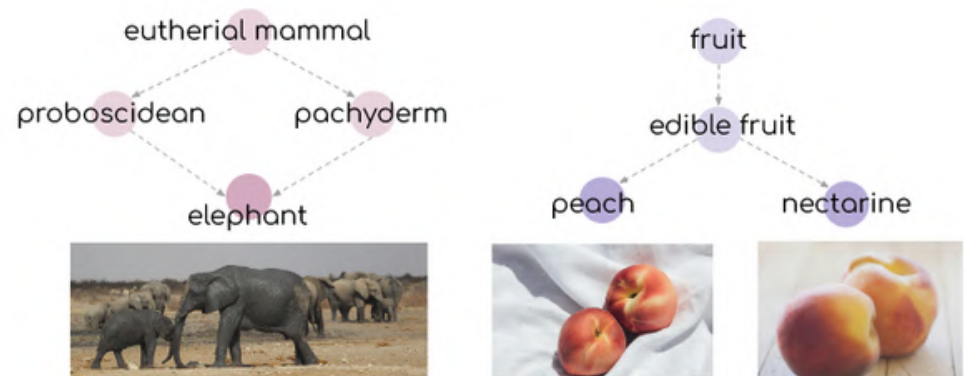 eutherial mammal
proboscidean
pachyderm
elephant
fruit
edible fruit
peach
nectarine